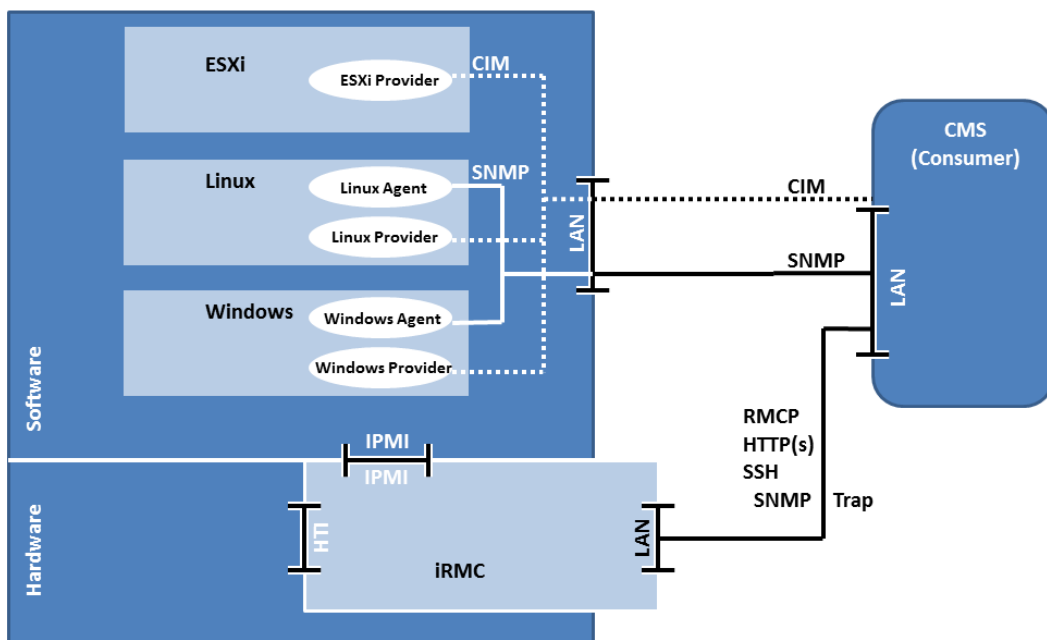 ESXi
ESXi Provider
CIM
Linux
Linux Agent
SNMP
Linux Provider
Windows
Windows Agent
Windows Provider
Software
LAN
CIM
SNMP
CMS
(Consumer)
LAN
IPMI
IPMI
Hardware
HTI
iRMC
LAN
RMCP
HTTP(s)
SSH
SNMP Trap